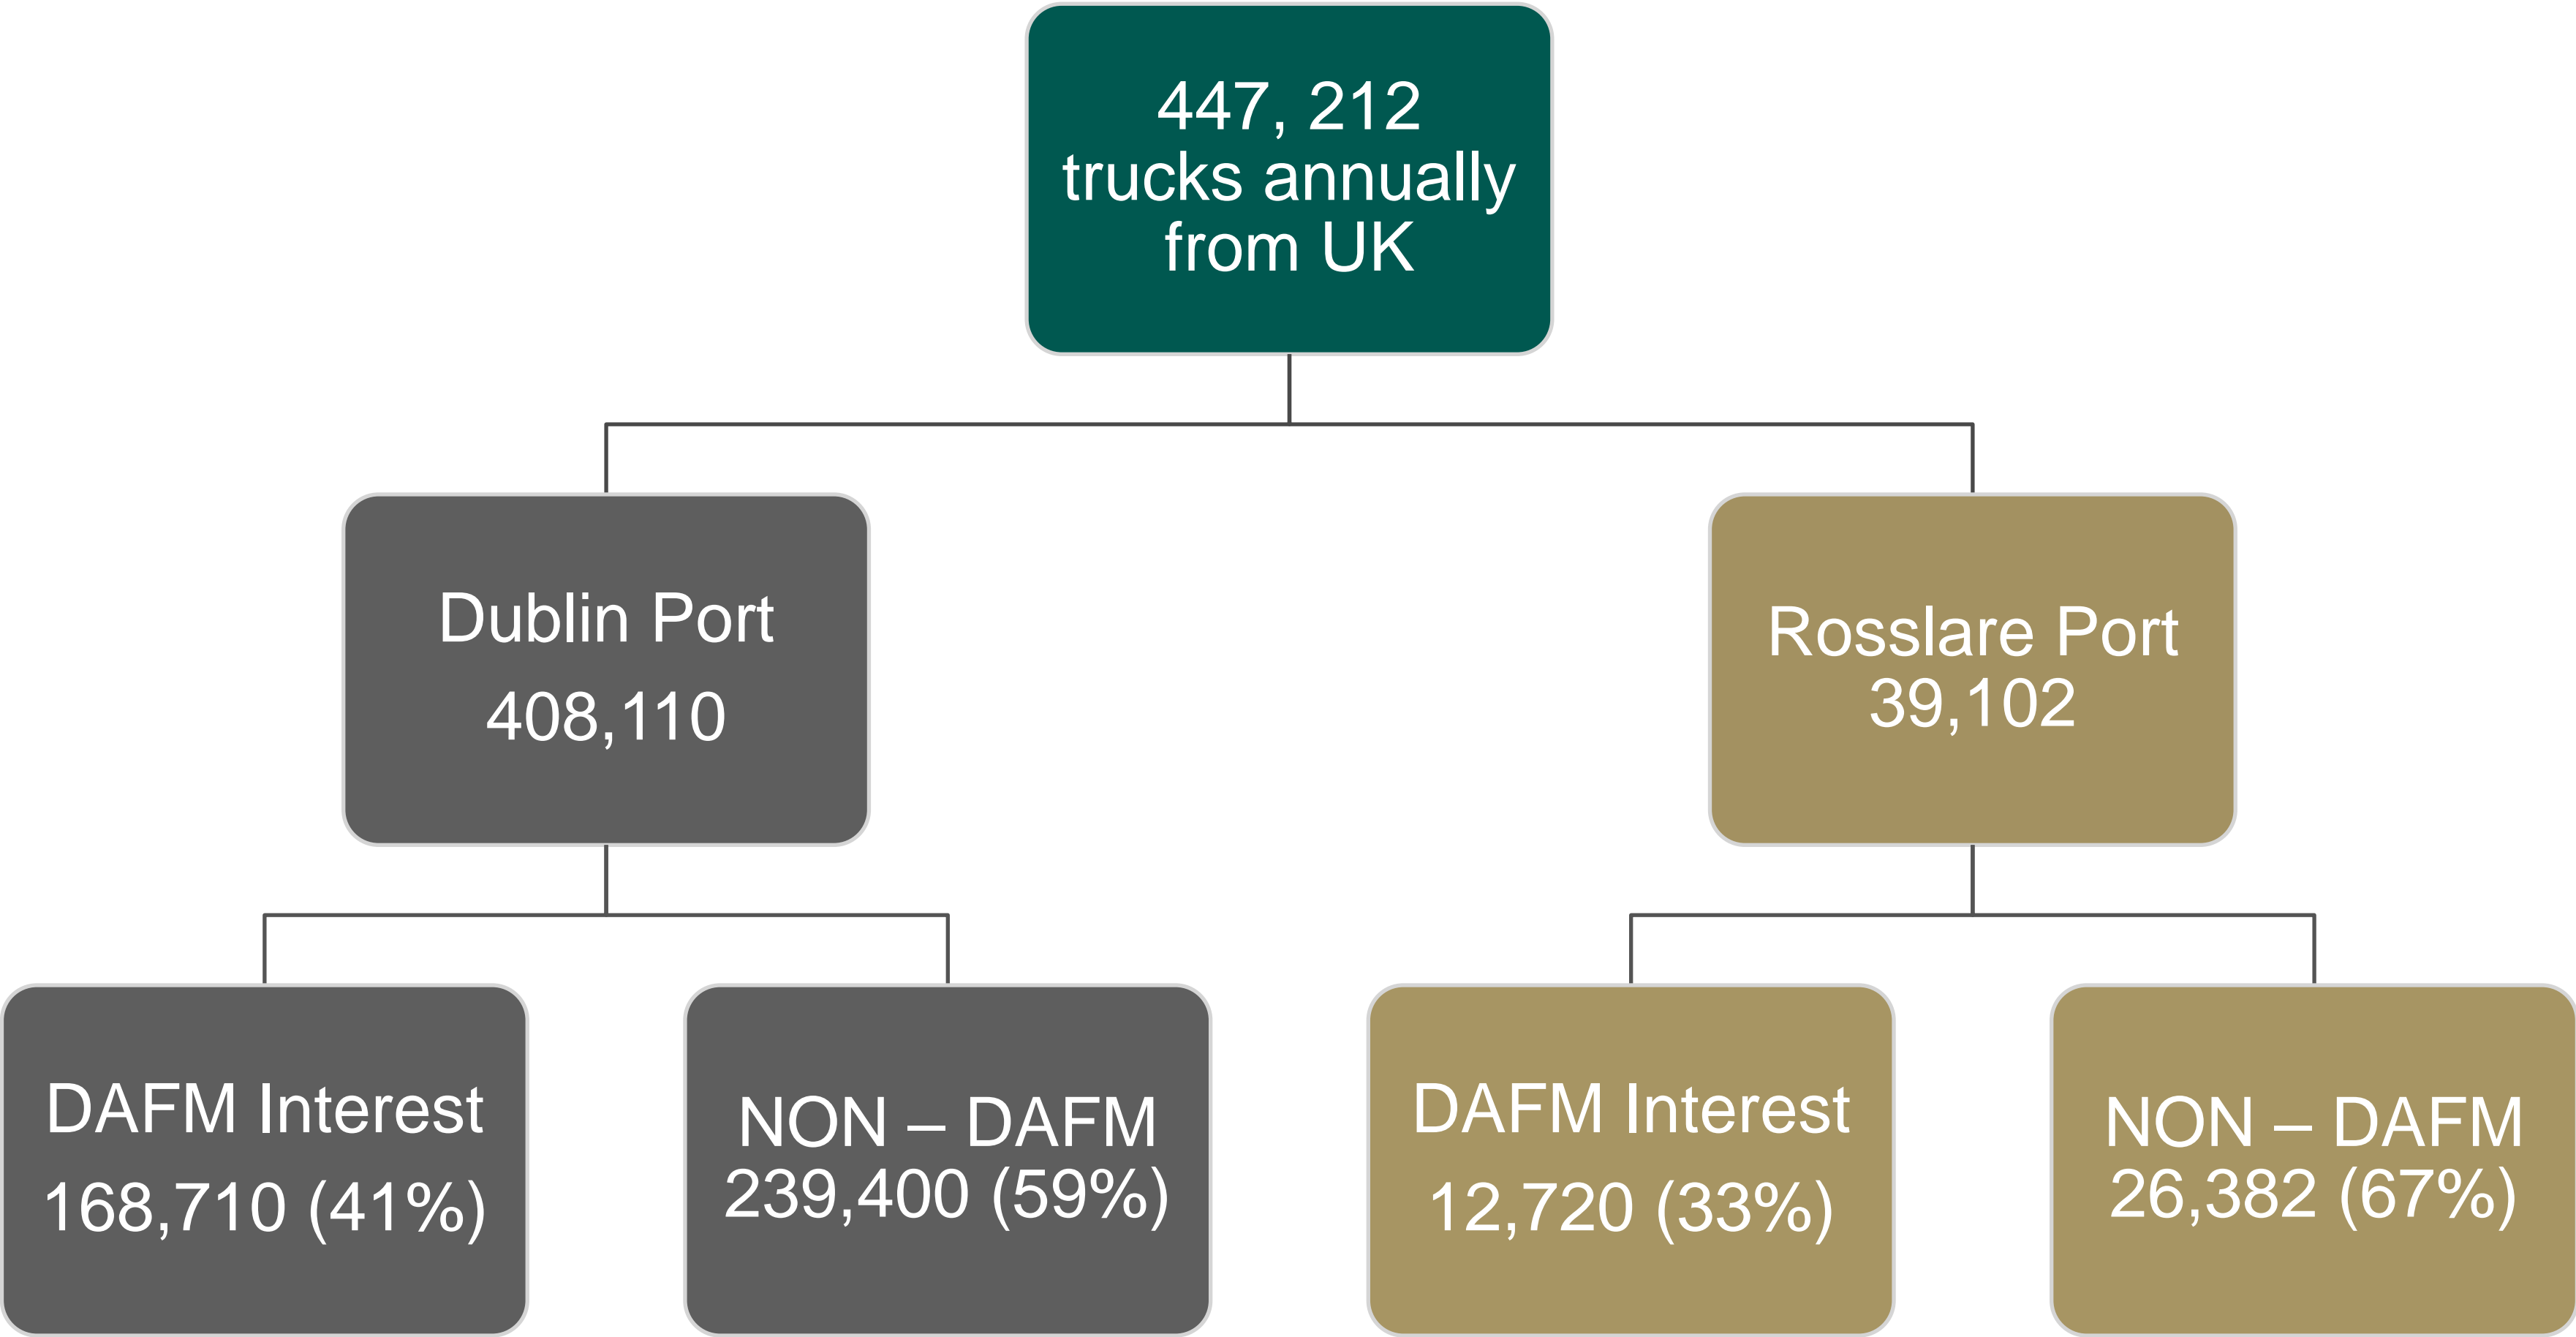 447, 212
trucks annually
from UK
Dublin Port
408,110
Rosslare Port
39,102
DAFM Interest
168,710 (41%)
NON – DAFM
239,400 (59%)
DAFM Interest
12,720 (33%)
NON – DAFM
26,382 (67%)